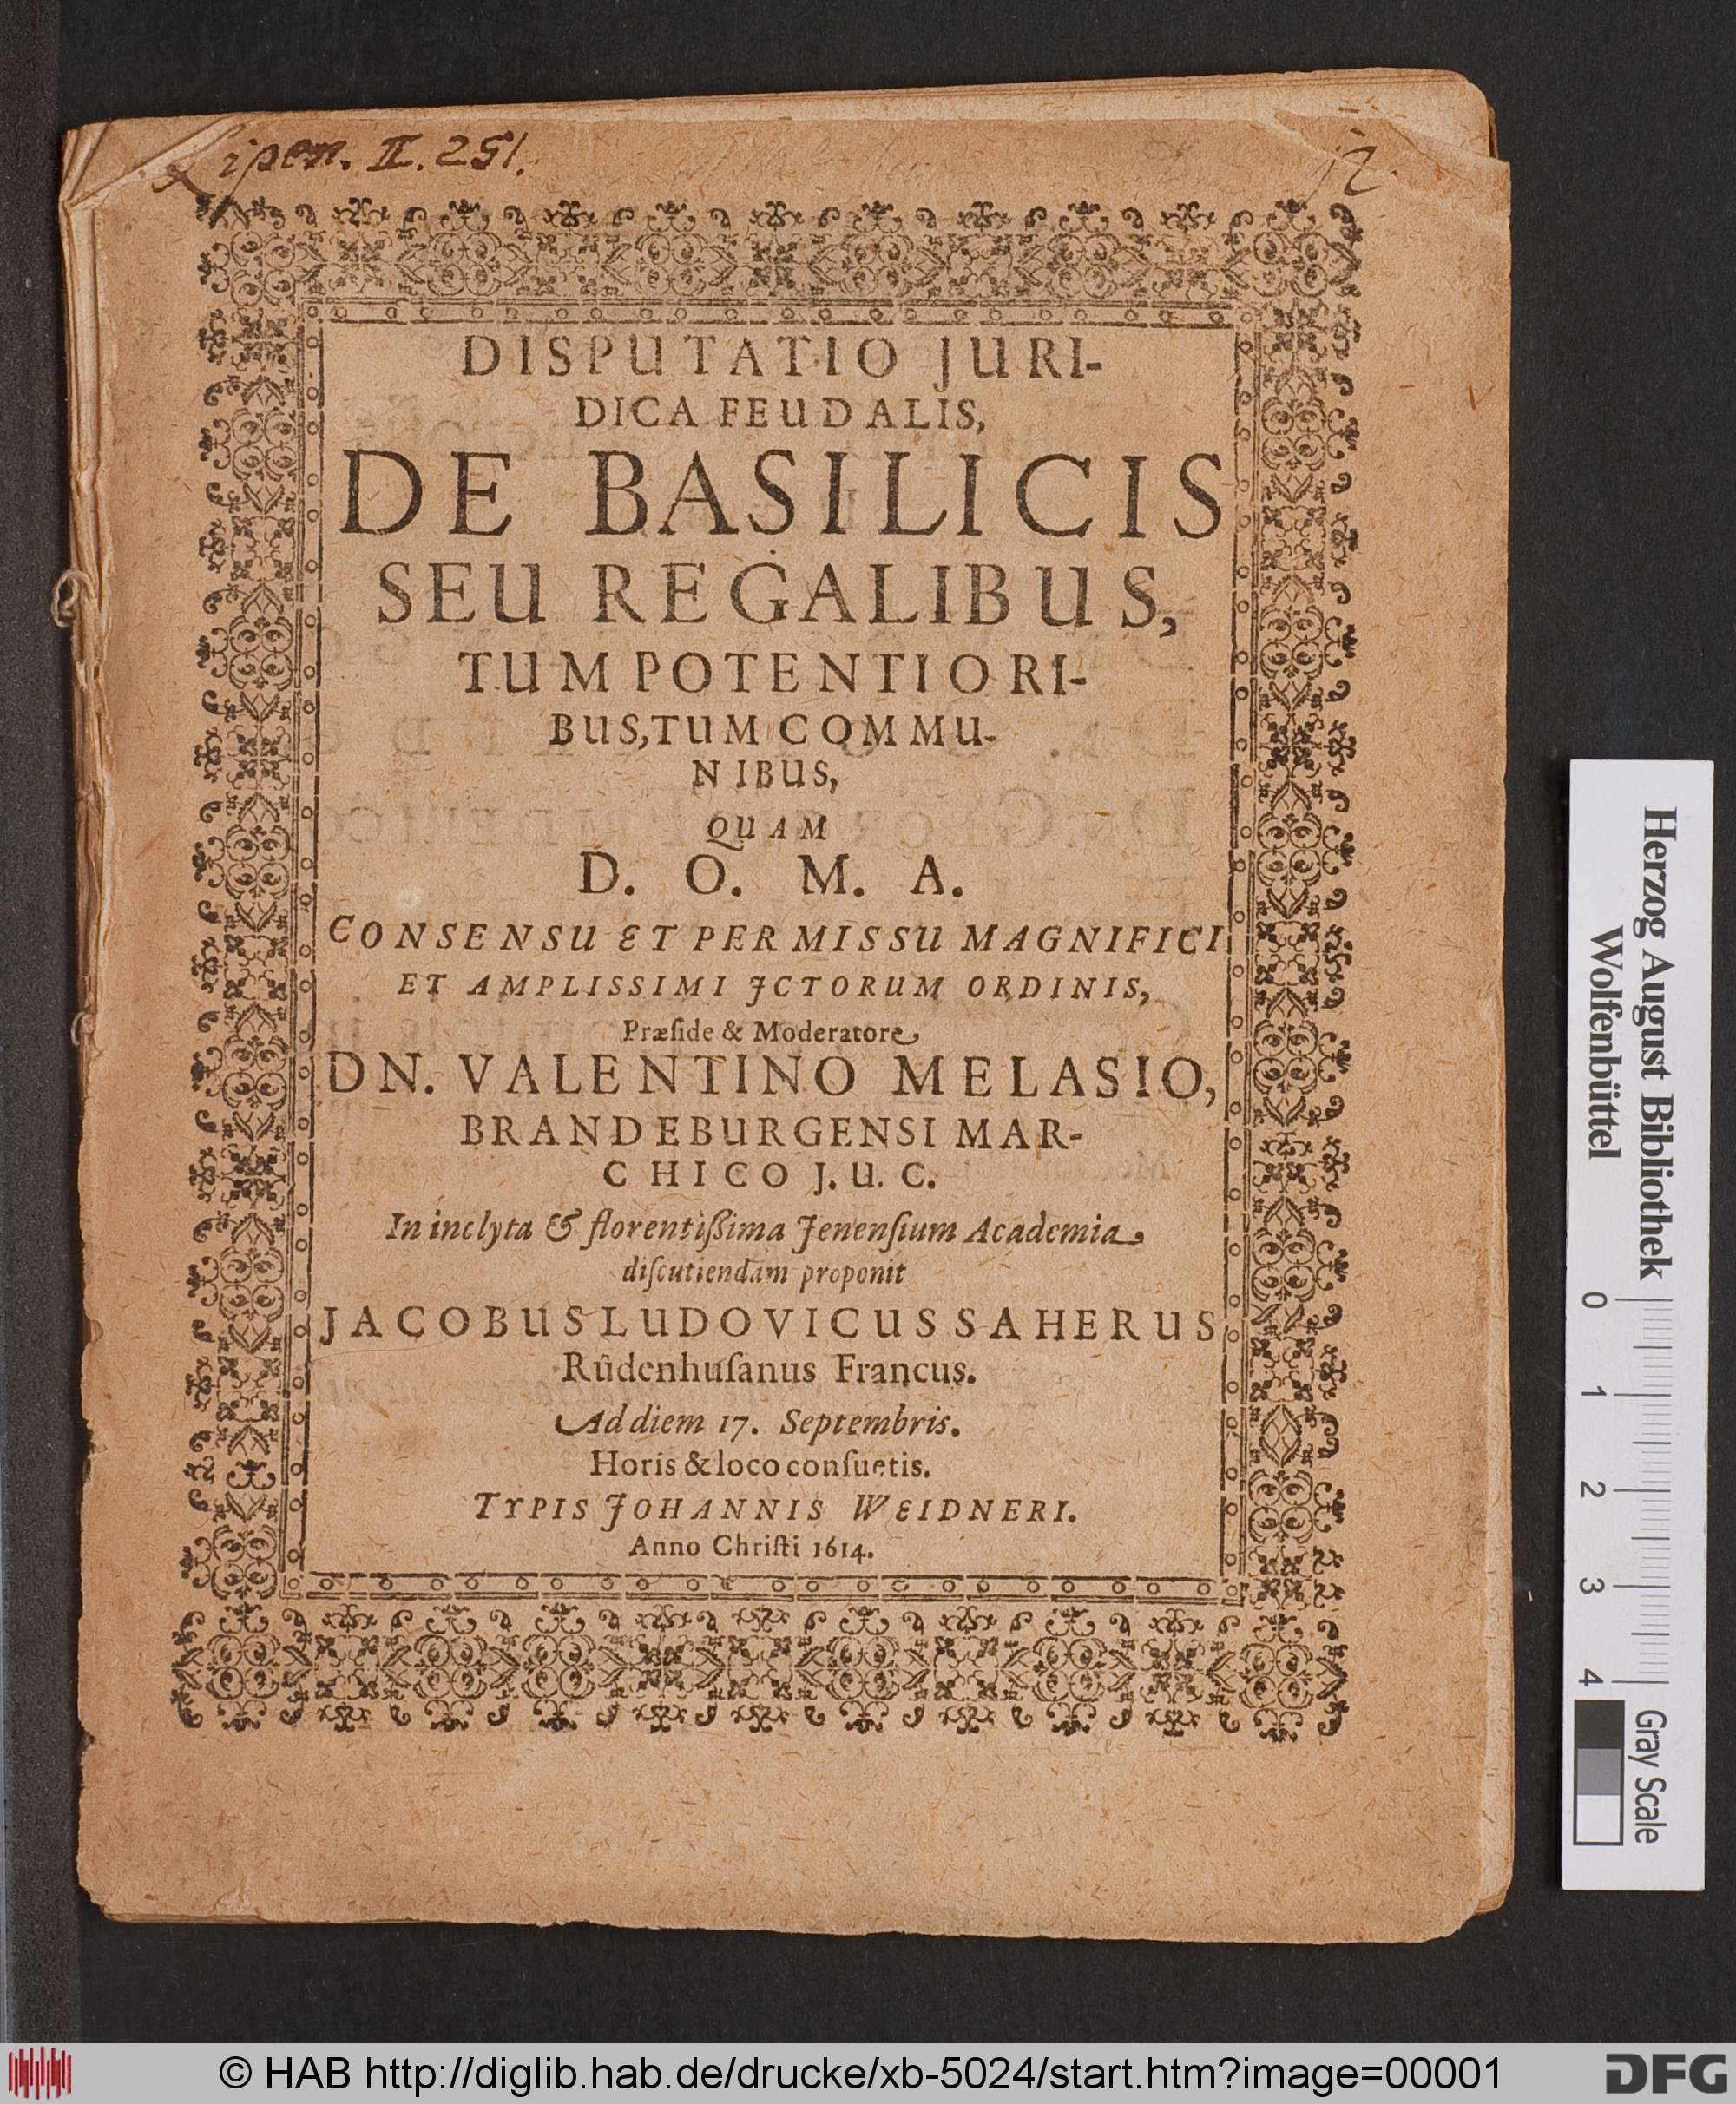 Lipen. II. 251.
12.
DISPUTATIO JURI-
DICA FEUDALIS,
DE BASILICIS
SEU REGALIBUS,
TUM POTENTIORI-
BUS, TUM COMMU-
NIBUS,
QUAM
D. O. M. A.
CONSENSU ET PERMISSU MAGNIFICI
ET AMPLISSIMI JCTORUM ORDINIS,
Præſide & Moderatore
DN. VALENTINO MELASIO,
BRANDEBURGENSI MAR-
CHICO J. U. C.
In inclyta & florentißima Jenenſium Academia
diſcutiendam proponit
JACOBUS LUDOVICUS SAHERUS
Rûdenhuſanus Francus.
Ad diem 17. Septembris.
Horis & loco conſuetis.
TYPIS JOHANNIS WEIDNERI.
Anno Chriſti 1614.
Herzog August Bibliothek
Wolfenbüttel
0 1 2 3 4
Gray Scale
© HAB http://diglib.hab.de/drucke/xb-5024/start.htm?image=00001
DFG